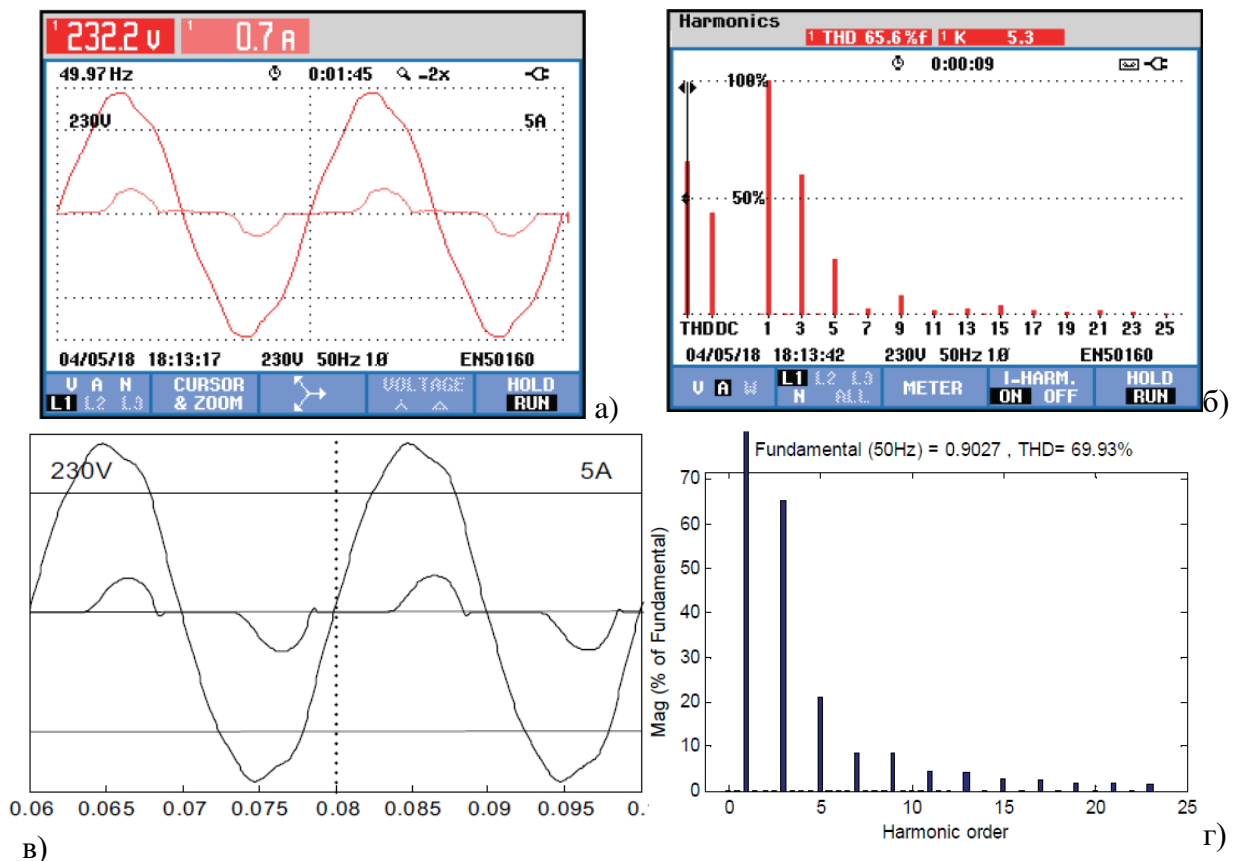 1 232.2 V 1 0.7 A
49.97 Hz 0:01:45 -2x
230V 5A
1
04/05/18 18:13:17 230V 50Hz 1Ø EN50160
V A N CURSOR VOLTAGE HOLD
L1 L2 L3 & ZOOM RUN
а)
Harmonics
1 THD 65.6 %f 1 K 5.3
0:00:09
100%
50%
THD DC 1 3 5 7 9 11 13 15 17 19 21 23 25
04/05/18 18:13:42 230V 50Hz 1Ø EN50160
V A W L1 L2 L3 METER I-HARM. HOLD
N ALL ON OFF RUN
б)
230V 5A
0.06 0.065 0.07 0.075 0.08 0.085 0.09 0.095 0.
в)
Fundamental (50Hz) = 0.9027 , THD= 69.93%
Mag (% of Fundamental)
70
60
50
40
30
20
10
0
0 5 10 15 20 25
Harmonic order
г)